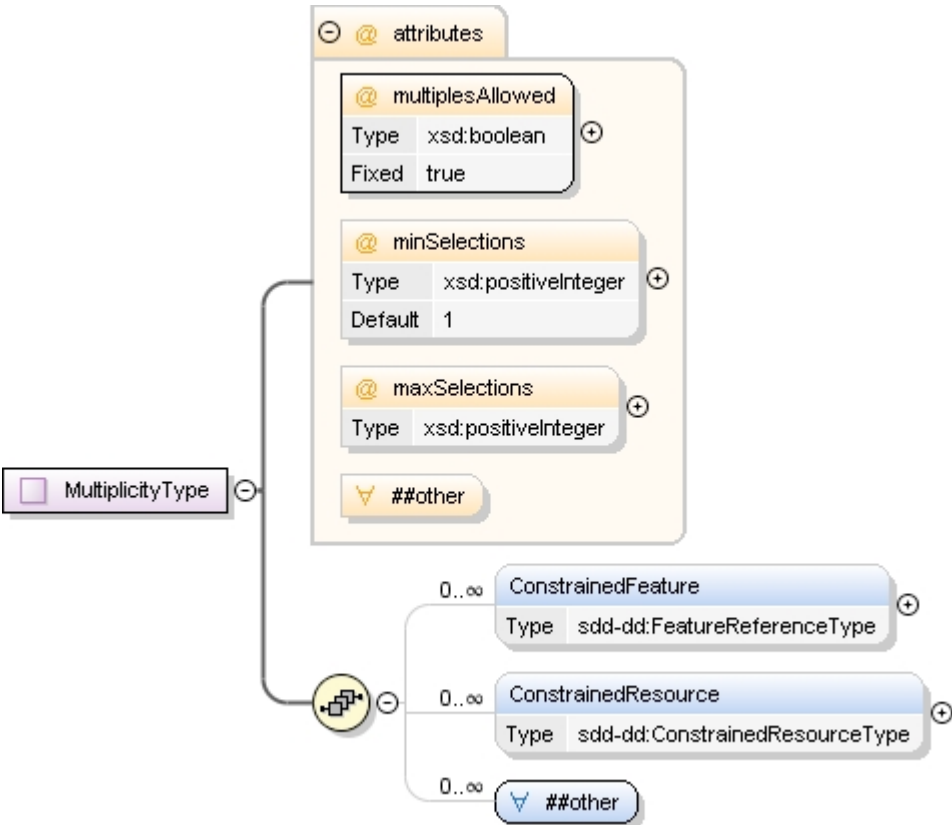 @ attributes
@ multiplesAllowed
Type xsd:boolean
Fixed true
@ minSelections
Type xsd:positiveInteger
Default 1
@ maxSelections
Type xsd:positiveInteger
∀ ##other
MultiplicityType
0..∞ ConstrainedFeature
Type sdd-dd:FeatureReferenceType
0..∞ ConstrainedResource
Type sdd-dd:ConstrainedResourceType
0..∞ ∀ ##other